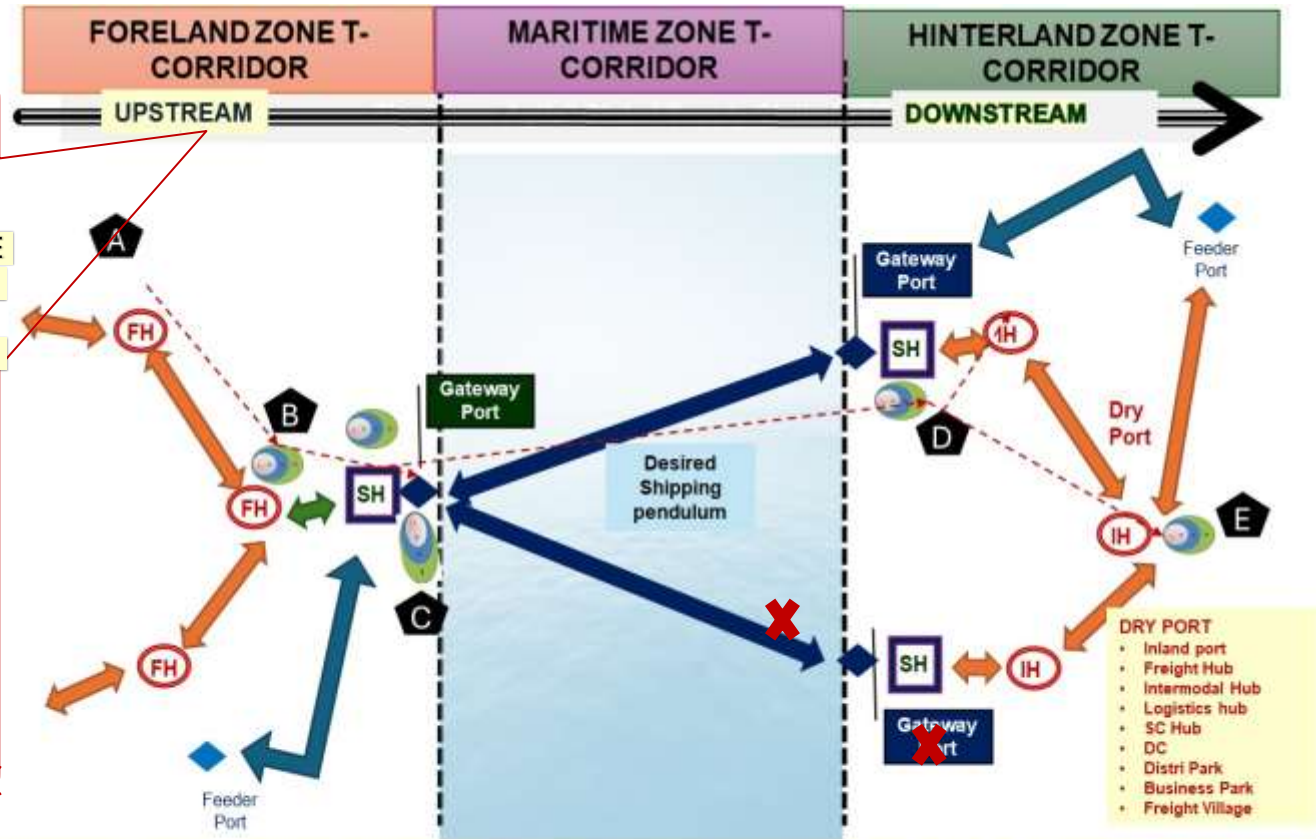 FORELAND ZONE T-
CORRIDOR
MARITIME ZONE T-
CORRIDOR
HINTERLAND ZONE T-
CORRIDOR
UPSTREAM
DOWNSTREAM
A
E
FH
B
Gateway
Port
SH
FH
C
FH
Feeder
Port
Desired
Shipping
pendulum
Gateway
Port
Feeder
Port
SH
IH
D
Dry
Port
IH
E
SH
IH
Gateway
Port
DRY PORT
• Inland port
• Freight Hub
• Intermodal Hub
• Logistics hub
• SC Hub
• DC
• Distri Park
• Business Park
• Freight Village